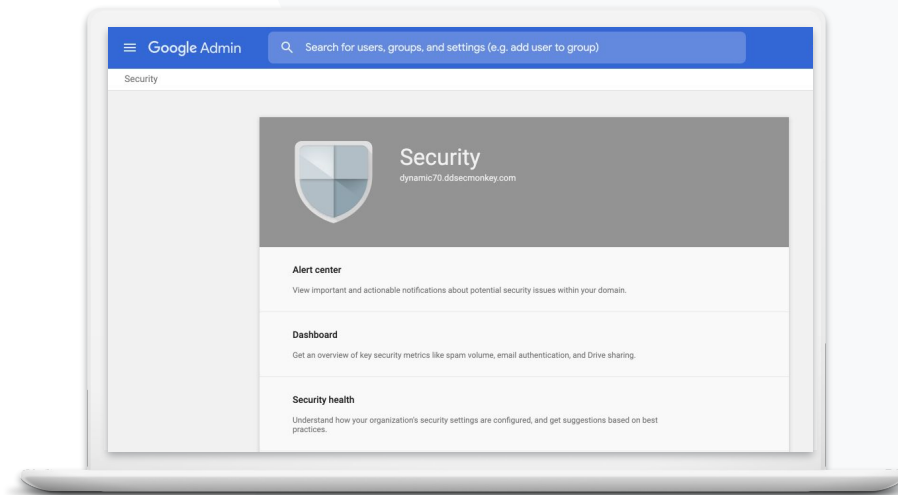 Google Admin
Search for users, groups, and settings (e.g. add user to group)
Security
Security
dynamic70.ddsecmonkey.com
Alert center
View important and actionable notifications about potential security issues within your domain.
Dashboard
Get an overview of key security metrics like spam volume, email authentication, and Drive sharing.
Security health
Understand how your organization's security settings are configured, and get suggestions based on best
practices.